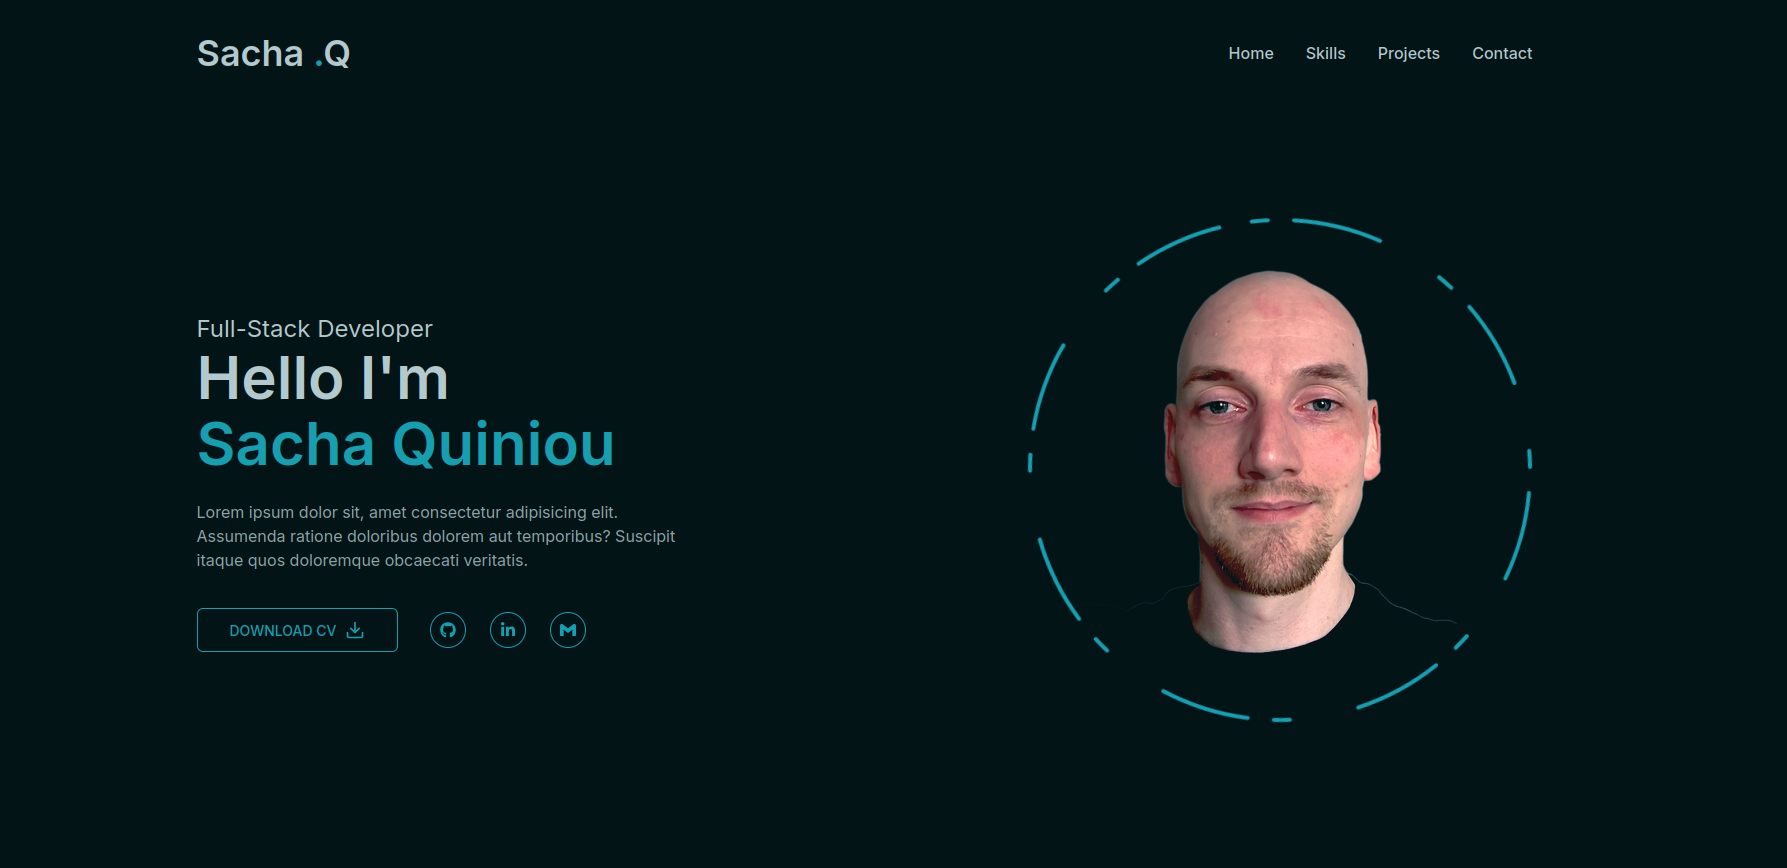 Sacha .Q
Home Skills Projects Contact
Full-Stack Developer
Hello I'm
Sacha Quiniou
Lorem ipsum dolor sit, amet consectetur adipisicing elit.
Assumenda ratione doloribus dolorem aut temporibus? Suscipit
itaque quos doloremque obcaecati veritatis.
DOWNLOAD CV
in